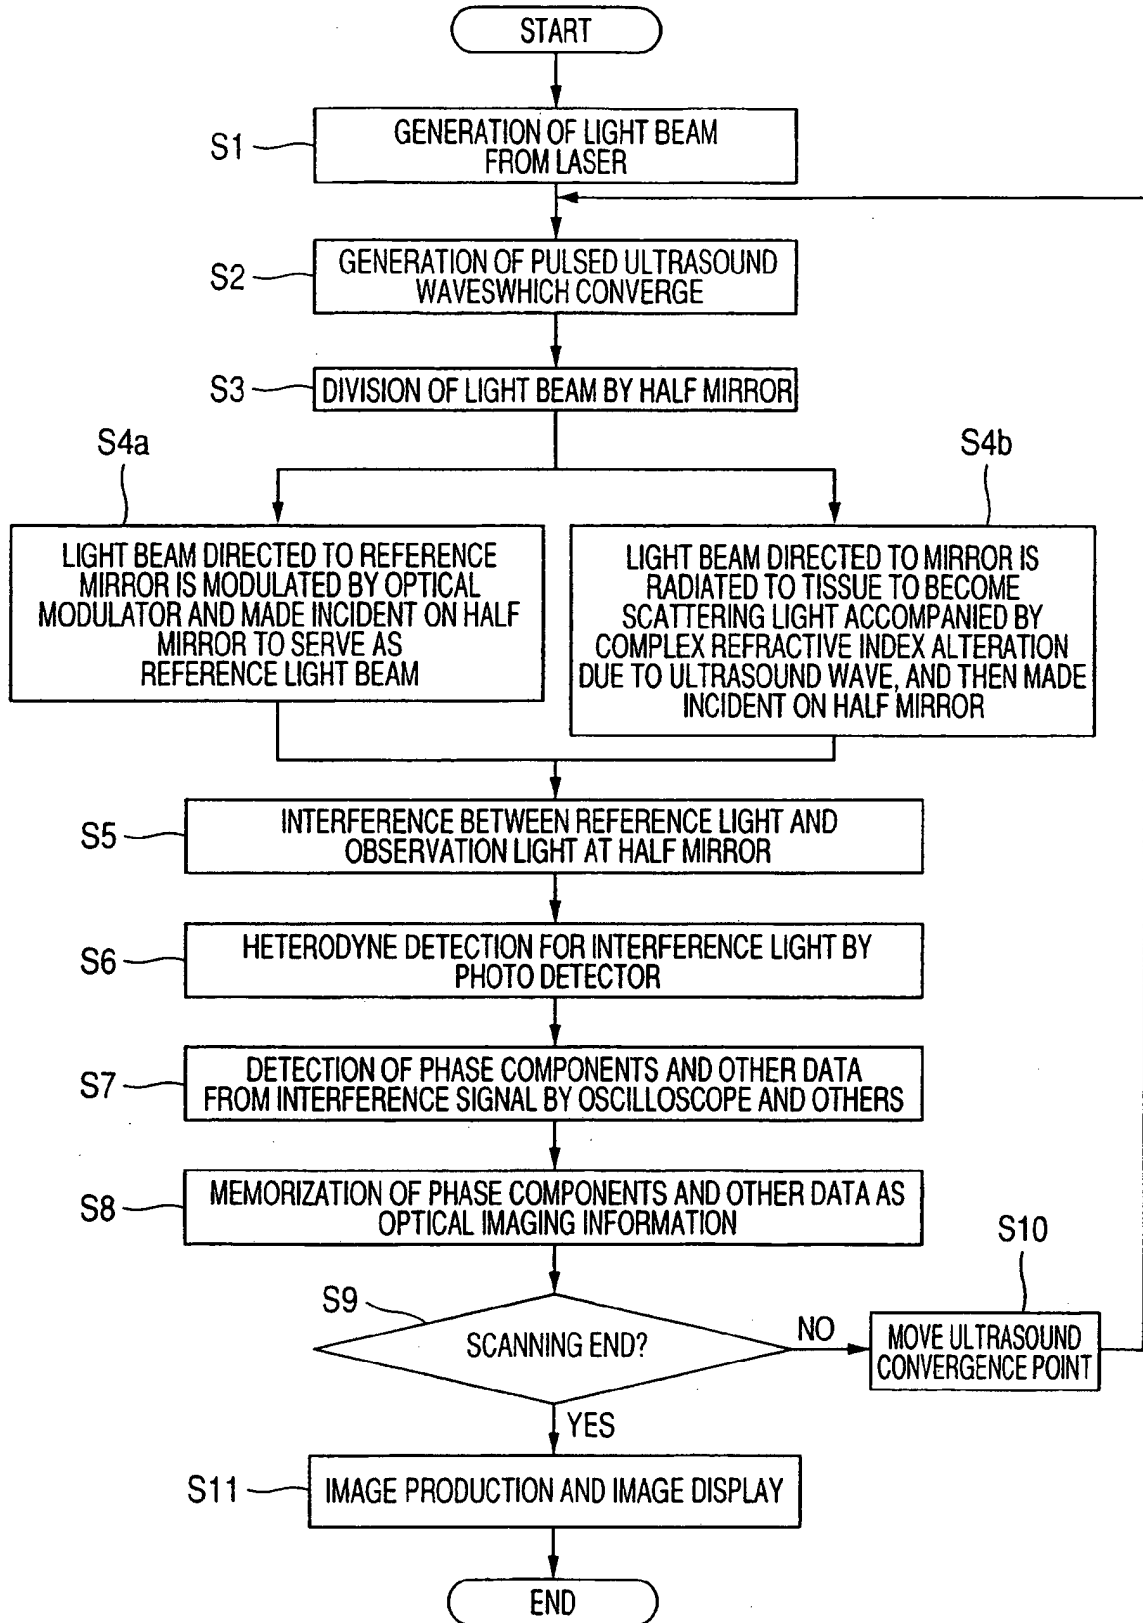 START
S1
GENERATION OF LIGHT BEAM
FROM LASER
S2
GENERATION OF PULSED ULTRASOUND
WAVESWHICH CONVERGE
S3
DIVISION OF LIGHT BEAM BY HALF MIRROR
S4a
LIGHT BEAM DIRECTED TO REFERENCE
MIRROR IS MODULATED BY OPTICAL
MODULATOR AND MADE INCIDENT ON HALF
MIRROR TO SERVE AS
REFERENCE LIGHT BEAM
S4b
LIGHT BEAM DIRECTED TO MIRROR IS
RADIATED TO TISSUE TO BECOME
SCATTERING LIGHT ACCOMPANIED BY
COMPLEX REFRACTIVE INDEX ALTERATION
DUE TO ULTRASOUND WAVE, AND THEN MADE
INCIDENT ON HALF MIRROR
S5
INTERFERENCE BETWEEN REFERENCE LIGHT AND
OBSERVATION LIGHT AT HALF MIRROR
S6
HETERODYNE DETECTION FOR INTERFERENCE LIGHT BY
PHOTO DETECTOR
S7
DETECTION OF PHASE COMPONENTS AND OTHER DATA
FROM INTERFERENCE SIGNAL BY OSCILLOSCOPE AND OTHERS
S8
MEMORIZATION OF PHASE COMPONENTS AND OTHER DATA AS
OPTICAL IMAGING INFORMATION
S9
SCANNING END?
NO
S10
MOVE ULTRASOUND
CONVERGENCE POINT
YES
S11
IMAGE PRODUCTION AND IMAGE DISPLAY
END